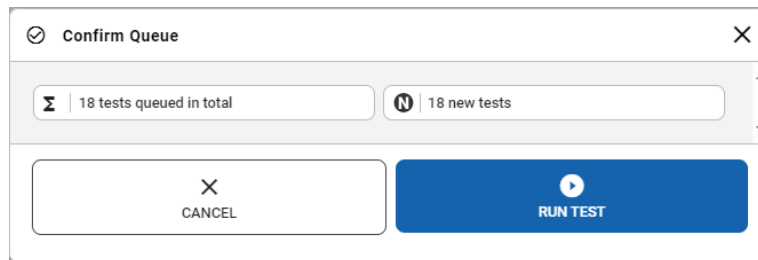 Confirm Queue
Σ 18 tests queued in total
N 18 new tests
CANCEL
RUN TEST